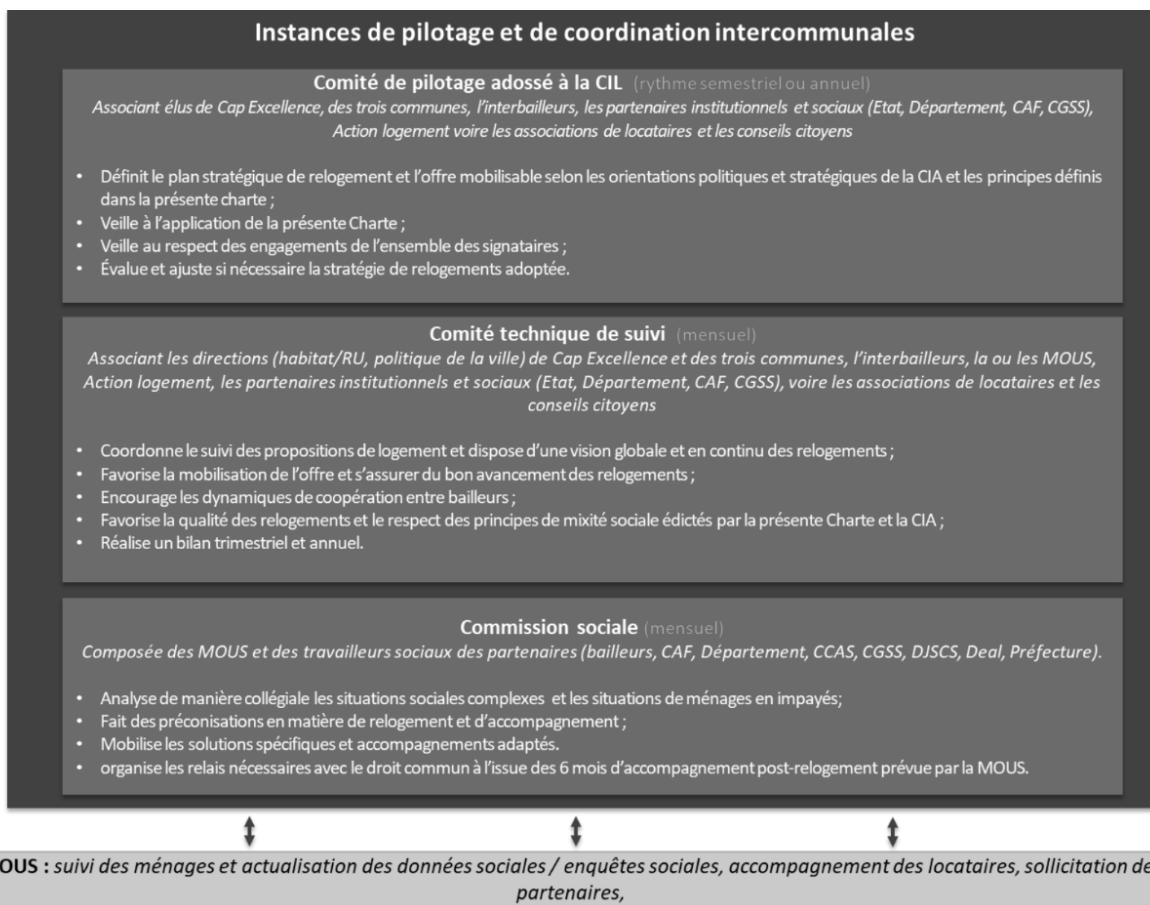 Instances de pilotage et de coordination intercommunales
Comité de pilotage adossé à la CIL (rythme semestriel ou annuel)
Associant élus de Cap Excellence, des trois communes, l'interbailleurs, les partenaires institutionnels et sociaux (Etat, Département, CAF, CGSS),
Action logement voire les associations de locataires et les conseils citoyens
• Définit le plan stratégique de relogement et l'offre mobilisable selon les orientations politiques et stratégiques de la CIA et les principes définis
dans la présente charte ;
• Veille à l'application de la présente Charte ;
• Veille au respect des engagements de l'ensemble des signataires ;
• Évalue et ajuste si nécessaire la stratégie de relogements adoptée.
Comité technique de suivi (mensuel)
Associant les directions (habitat/RU, politique de la ville) de Cap Excellence et des trois communes, l'interbailleurs, la ou les MOUS,
Action logement, les partenaires institutionnels et sociaux (Etat, Département, CAF, CGSS), voire les associations de locataires et les
conseils citoyens
• Coordonne le suivi des propositions de logement et dispose d'une vision globale et en continu des relogements ;
• Favorise la mobilisation de l'offre et s'assurer du bon avancement des relogements ;
• Encourage les dynamiques de coopération entre bailleurs ;
• Favorise la qualité des relogements et le respect des principes de mixité sociale édictés par la présente Charte et la CIA ;
• Réalise un bilan trimestriel et annuel.
Commission sociale (mensuel)
Composée des MOUS et des travailleurs sociaux des partenaires (bailleurs, CAF, Département, CCAS, CGSS, DJSCS, Deal, Préfecture).
• Analyse de manière collégiale les situations sociales complexes et les situations de ménages en impayés;
• Fait des préconisations en matière de relogement et d'accompagnement ;
• Mobilise les solutions spécifiques et accompagnements adaptés.
• organise les relais nécessaires avec le droit commun à l'issue des 6 mois d'accompagnement post-relogement prévue par la MOUS.
OUS : suivi des ménages et actualisation des données sociales / enquêtes sociales, accompagnement des locataires, sollicitation de
partenaires,